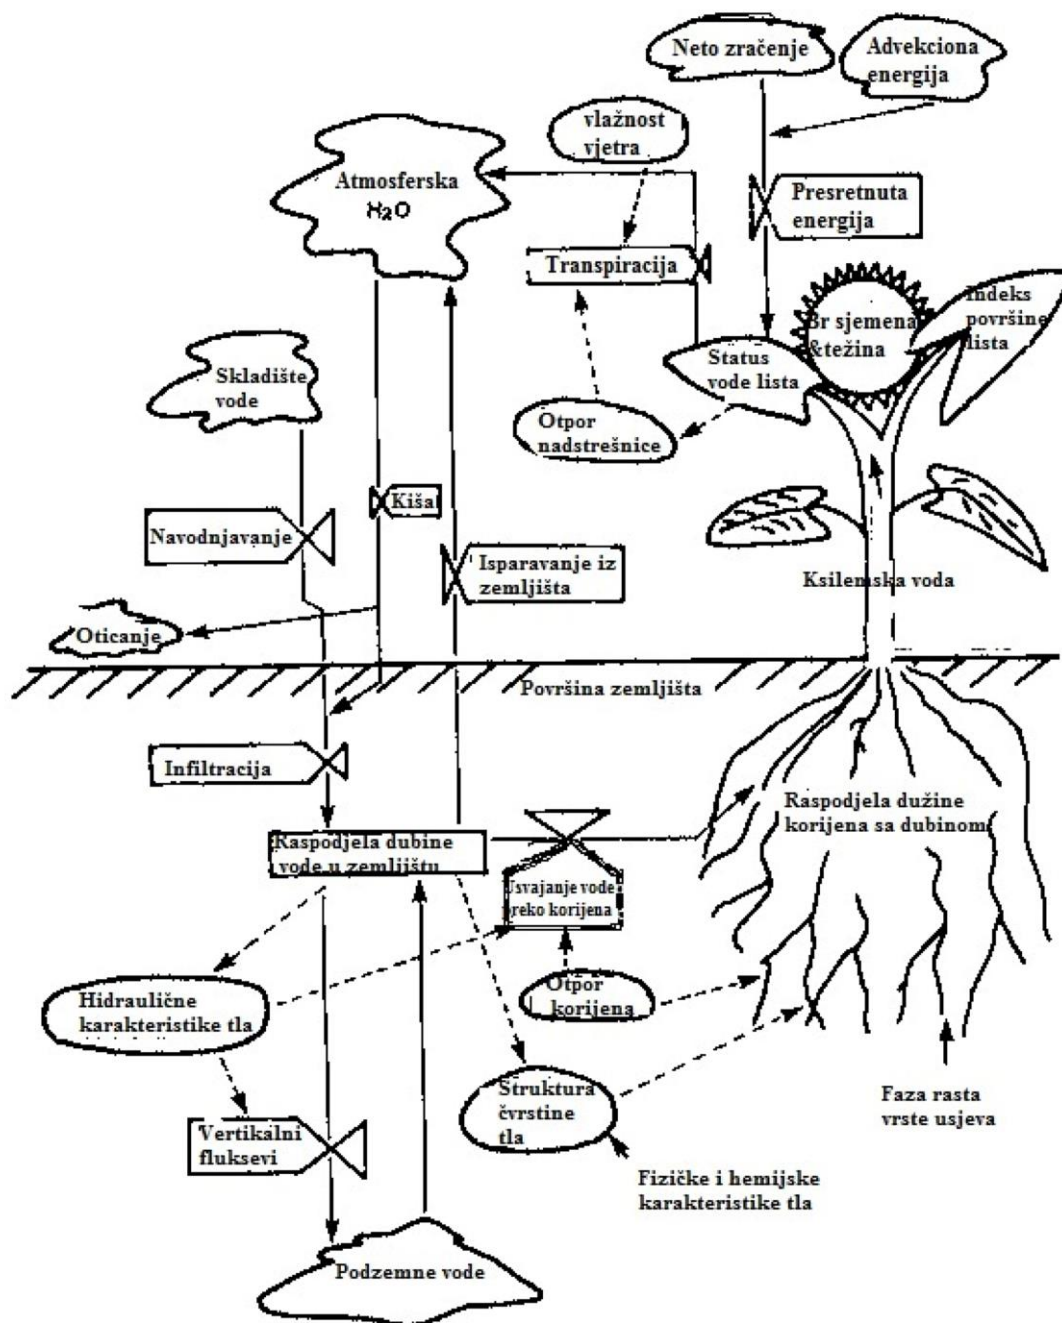 Neto zračenje
Advekciona
energija
vlažnost
vjetra
Atmosferska
H₂O
Presretnuta
energija
Transpiracija
Indeks
površine
lista
Br sjemena
&težina
Status
vode lista
Skladište
vode
Otpor
nadstrešnice
Kiša
Navodnjavanje
Isparavanje iz
zemljišta
Ksilemska voda
Oticanje
Površina zemljišta
Infiltracija
Raspodjela dužine
korijena sa dubinom
Raspodjela dubine
vode u zemljištu
Usvajanje vode
preko korijena
Hidraulične
karakteristike tla
Otpor
korijena
Struktura
čvrstine
tla
Faza rasta
vrste usjeva
Vertikalni
fluksevi
Fizičke i hemijske
karakteristike tla
Podzemne vode